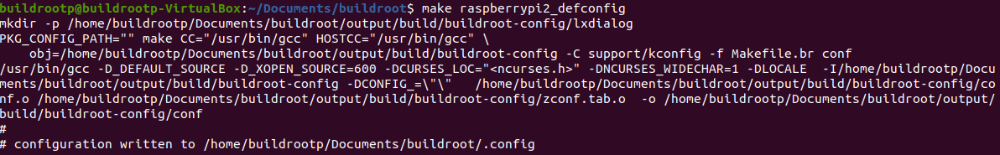 buildrootp@buildrootp-VirtualBox:~/Documents/buildroot$ make raspberrypi2_defconfig
mkdir -p /home/buildrootp/Documents/buildroot/output/build/buildroot-config/lxdialog
PKG_CONFIG_PATH="" make CC="/usr/bin/gcc" HOSTCC="/usr/bin/gcc" \
    obj=/home/buildrootp/Documents/buildroot/output/build/buildroot-config -C support/kconfig -f Makefile.br conf
/usr/bin/gcc -D_DEFAULT_SOURCE -D_XOPEN_SOURCE=600 -DCURSES_LOC="<ncurses.h>" -DNCURSES_WIDECHAR=1 -DLOCALE  -I/home/buildrootp/Docu
ments/buildroot/output/build/buildroot-config -DCONFIG_=\"\"   /home/buildrootp/Documents/buildroot/output/build/buildroot-config/co
nf.o /home/buildrootp/Documents/buildroot/output/build/buildroot-config/zconf.tab.o  -o /home/buildrootp/Documents/buildroot/output/
build/buildroot-config/conf
#
# configuration written to /home/buildrootp/Documents/buildroot/.config